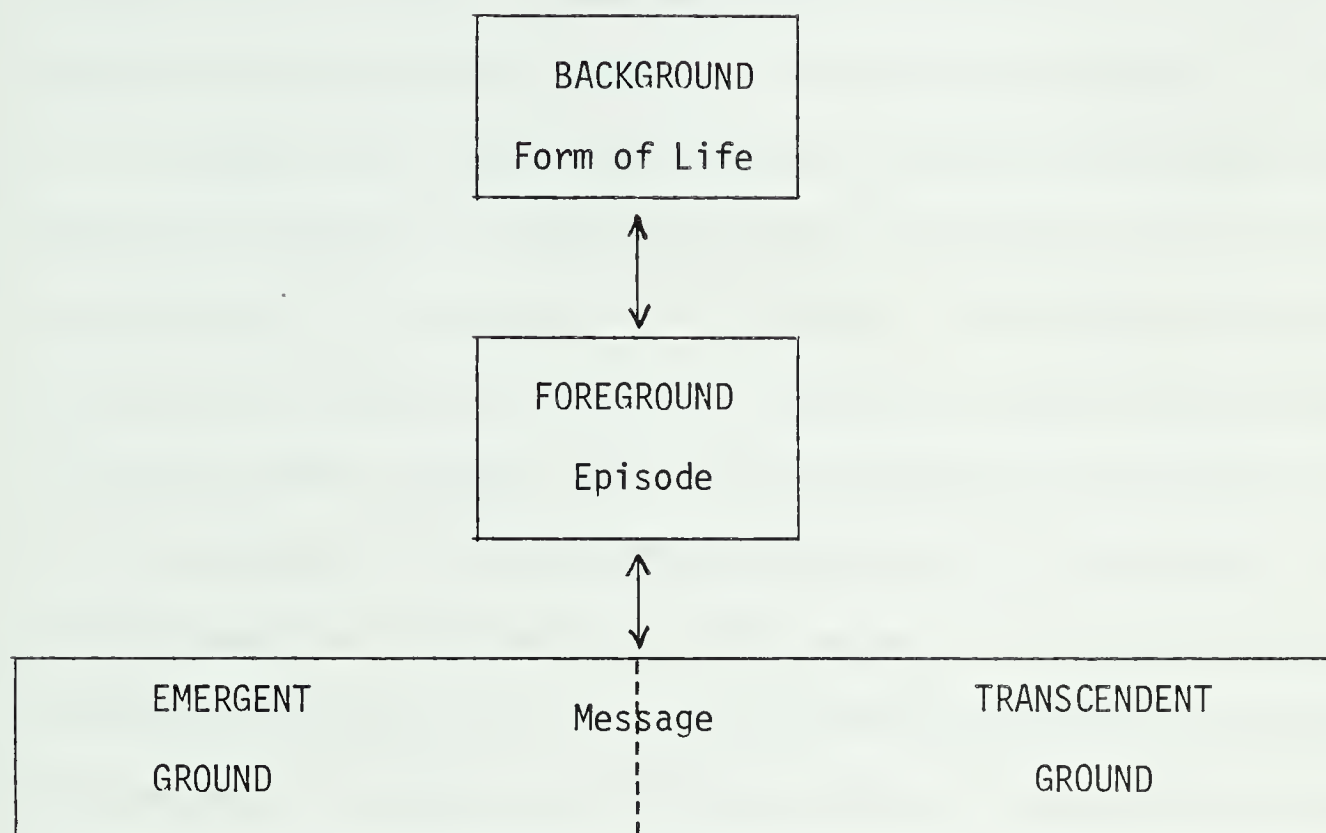 BACKGROUND
Form of Life
FOREGROUND
Episode
EMERGENT Message TRANSCENDENT
GROUND GROUND